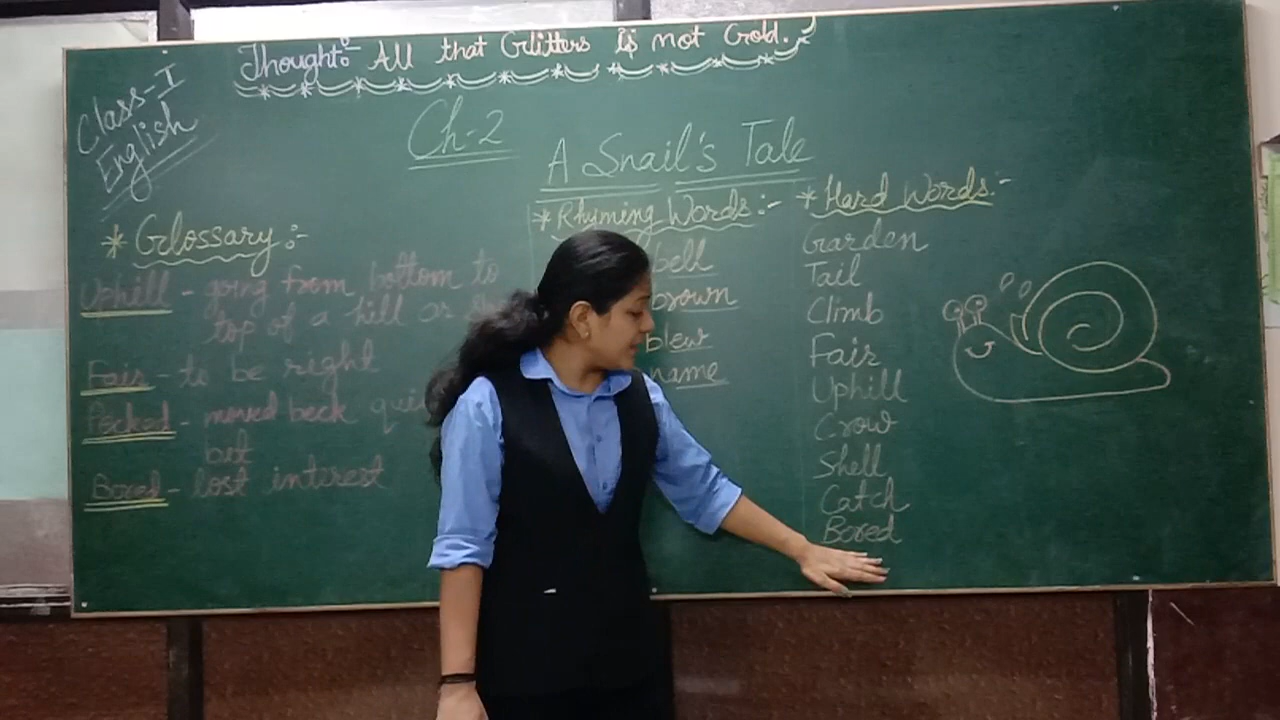 Thought:- All that Glitters is not Gold.
Class-I
English
Ch-2
A Snail's Tale
* Glossary:-
Uphill - going from bottom to
top of a hill or
Fair - to be right
Pecked - moved back
bit
Bored - lost interest
* Rhyming Words:-
bell
brown
blew
name
* Hard Words:-
Garden
Tail
Climb
Fair
Uphill
Crow
Shell
Catch
Bored